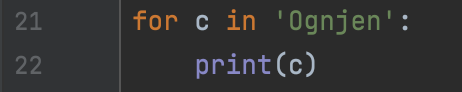 21 for c in 'Ognjen':
22     print(c)